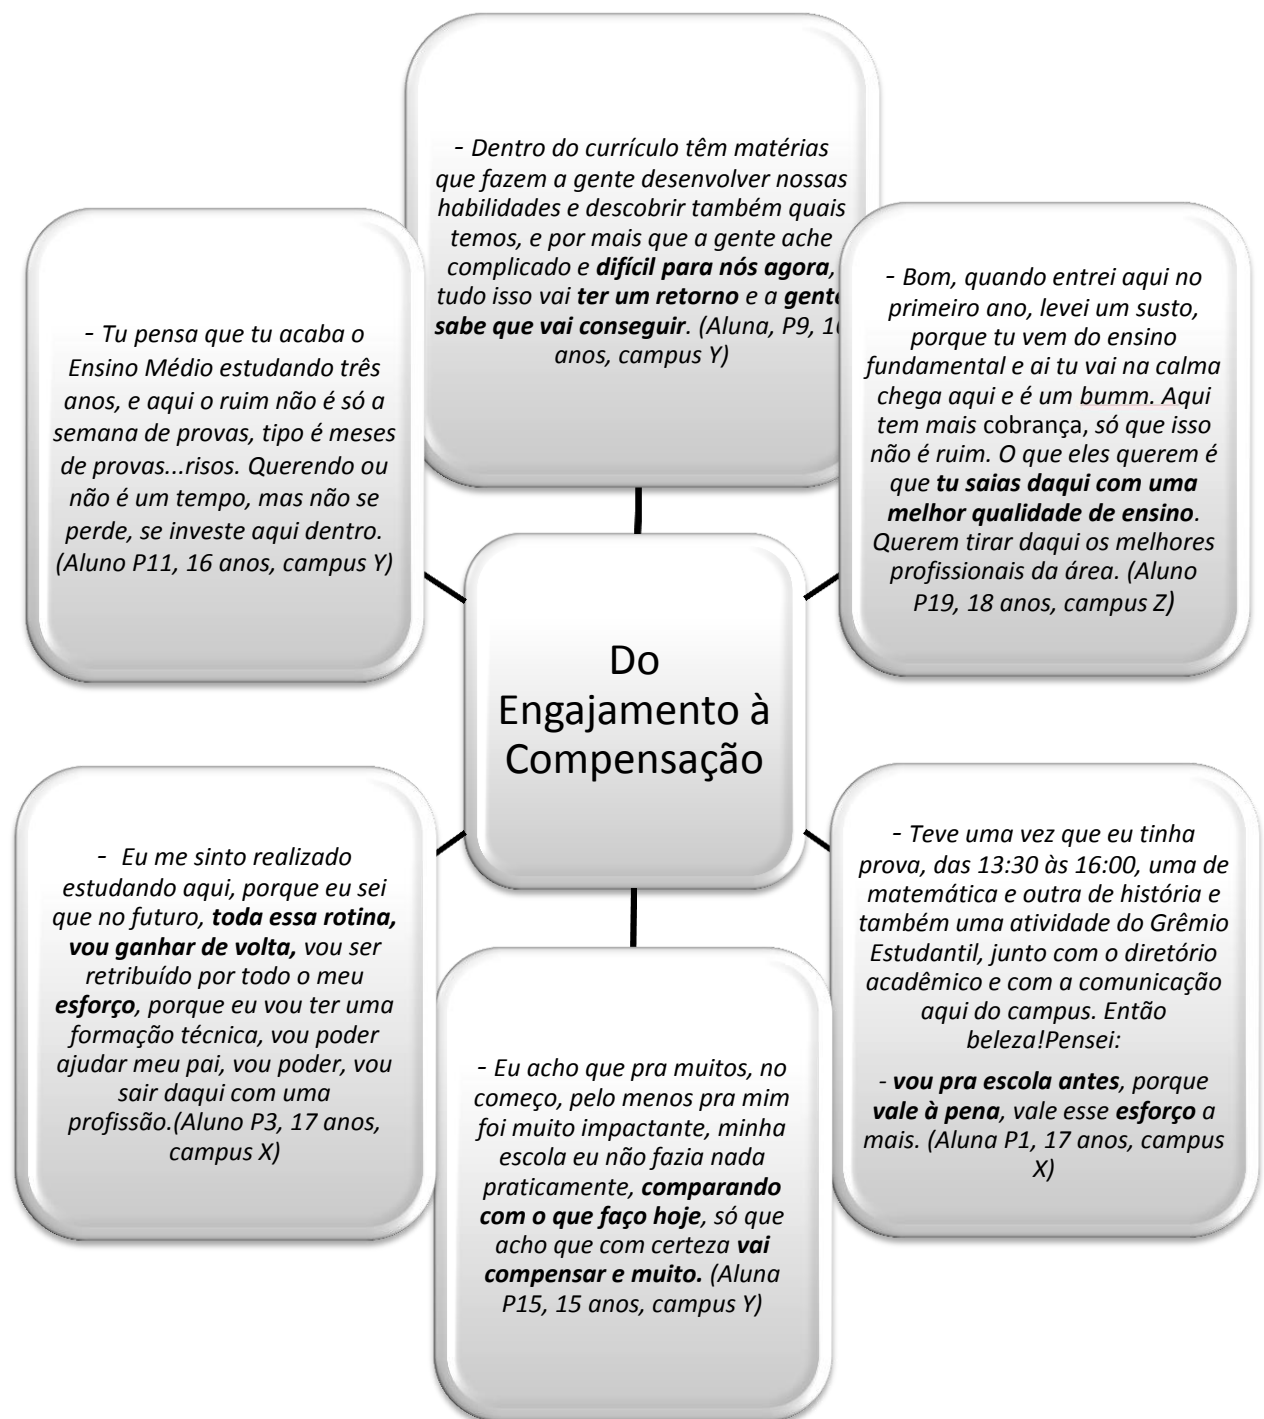 - Dentro do currículo têm matérias
que fazem a gente desenvolver nossas
habilidades e descobrir também quais
temos, e por mais que a gente ache
complicado e difícil para nós agora,
tudo isso vai ter um retorno e a gente
sabe que vai conseguir. (Aluna, P9,
anos, campus Y)
- Bom, quando entrei aqui no
primeiro ano, levei um susto,
porque tu vem do ensino
fundamental e ai tu vai na calma
chega aqui e é um bumm. Aqui
tem mais cobrança, só que isso
não é ruim. O que eles querem é
que tu saias daqui com uma
melhor qualidade de ensino.
Querem tirar daqui os melhores
profissionais da área. (Aluno
P19, 18 anos, campus Z)
- Tu pensa que tu acaba o
Ensino Médio estudando três
anos, e aqui o ruim não é só a
semana de provas, tipo é meses
de provas...risos. Querendo ou
não é um tempo, mas não se
perde, se investe aqui dentro.
(Aluno P11, 16 anos, campus Y)
Do
Engajamento à
Compensação
- Teve uma vez que eu tinha
prova, das 13:30 às 16:00, uma de
matemática e outra de história e
também uma atividade do Grêmio
Estudantil, junto com o diretório
acadêmico e com a comunicação
aqui do campus. Então
beleza!Pensei:
- vou pra escola antes, porque
vale à pena, vale esse esforço a
mais. (Aluna P1, 17 anos, campus
X)
- Eu me sinto realizado
estudando aqui, porque eu sei
que no futuro, toda essa rotina,
vou ganhar de volta, vou ser
retribuído por todo o meu
esforço, porque eu vou ter uma
formação técnica, vou poder
ajudar meu pai, vou poder, vou
sair daqui com uma
profissão.(Aluno P3, 17 anos,
campus X)
- Eu acho que pra muitos, no
começo, pelo menos pra mim
foi muito impactante, minha
escola eu não fazia nada
praticamente, comparando
com o que faço hoje, só que
acho que com certeza vai
compensar e muito. (Aluna
P15, 15 anos, campus Y)